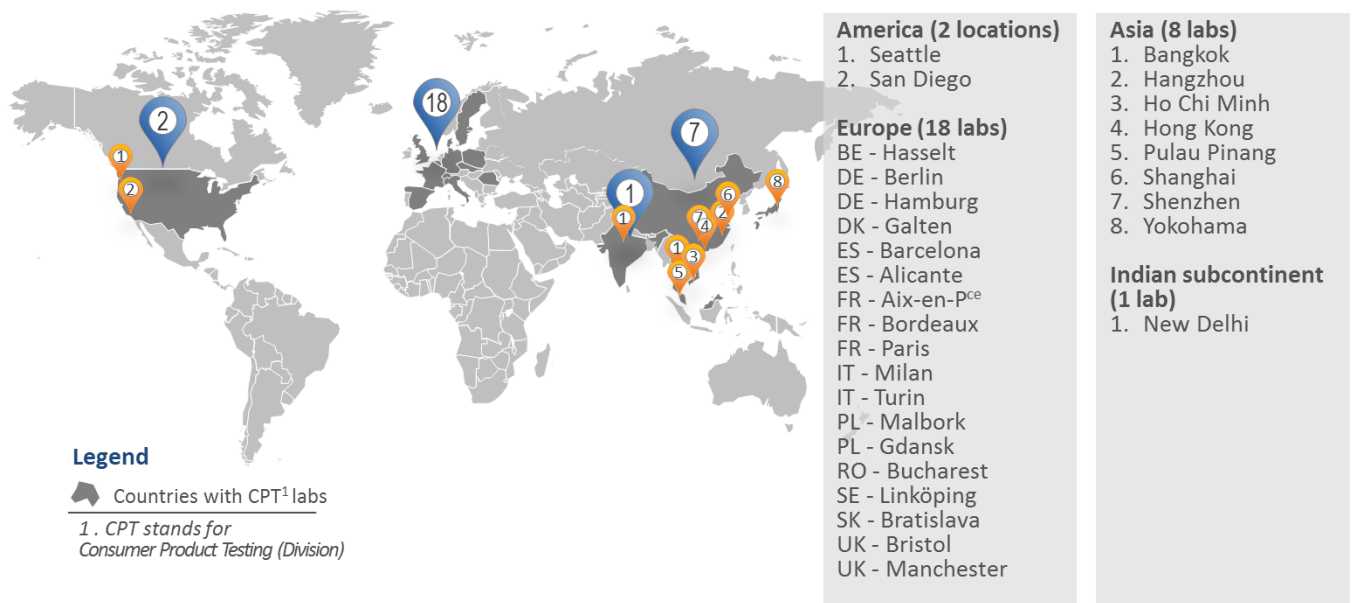 18
2
7
1
1
2
8
6
1
7
2
4
1
3
5
Legend
Countries with CPT¹ labs
1 . CPT stands for
Consumer Product Testing (Division)
America (2 locations)
1. Seattle
2. San Diego
Europe (18 labs)
BE - Hasselt
DE - Berlin
DE - Hamburg
DK - Galten
ES - Barcelona
ES - Alicante
FR - Aix-en-Pᶜᵉ
FR - Bordeaux
FR - Paris
IT - Milan
IT - Turin
PL - Malbork
PL - Gdansk
RO - Bucharest
SE - Linköping
SK - Bratislava
UK - Bristol
UK - Manchester
Asia (8 labs)
1. Bangkok
2. Hangzhou
3. Ho Chi Minh
4. Hong Kong
5. Pulau Pinang
6. Shanghai
7. Shenzhen
8. Yokohama
Indian subcontinent
(1 lab)
1. New Delhi